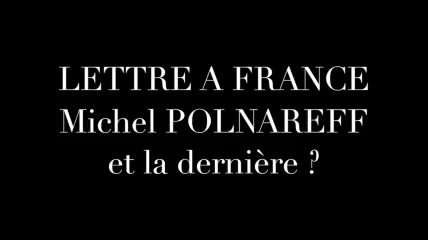 LETTRE A FRANCE
Michel POLNAREFF
et la dernière ?